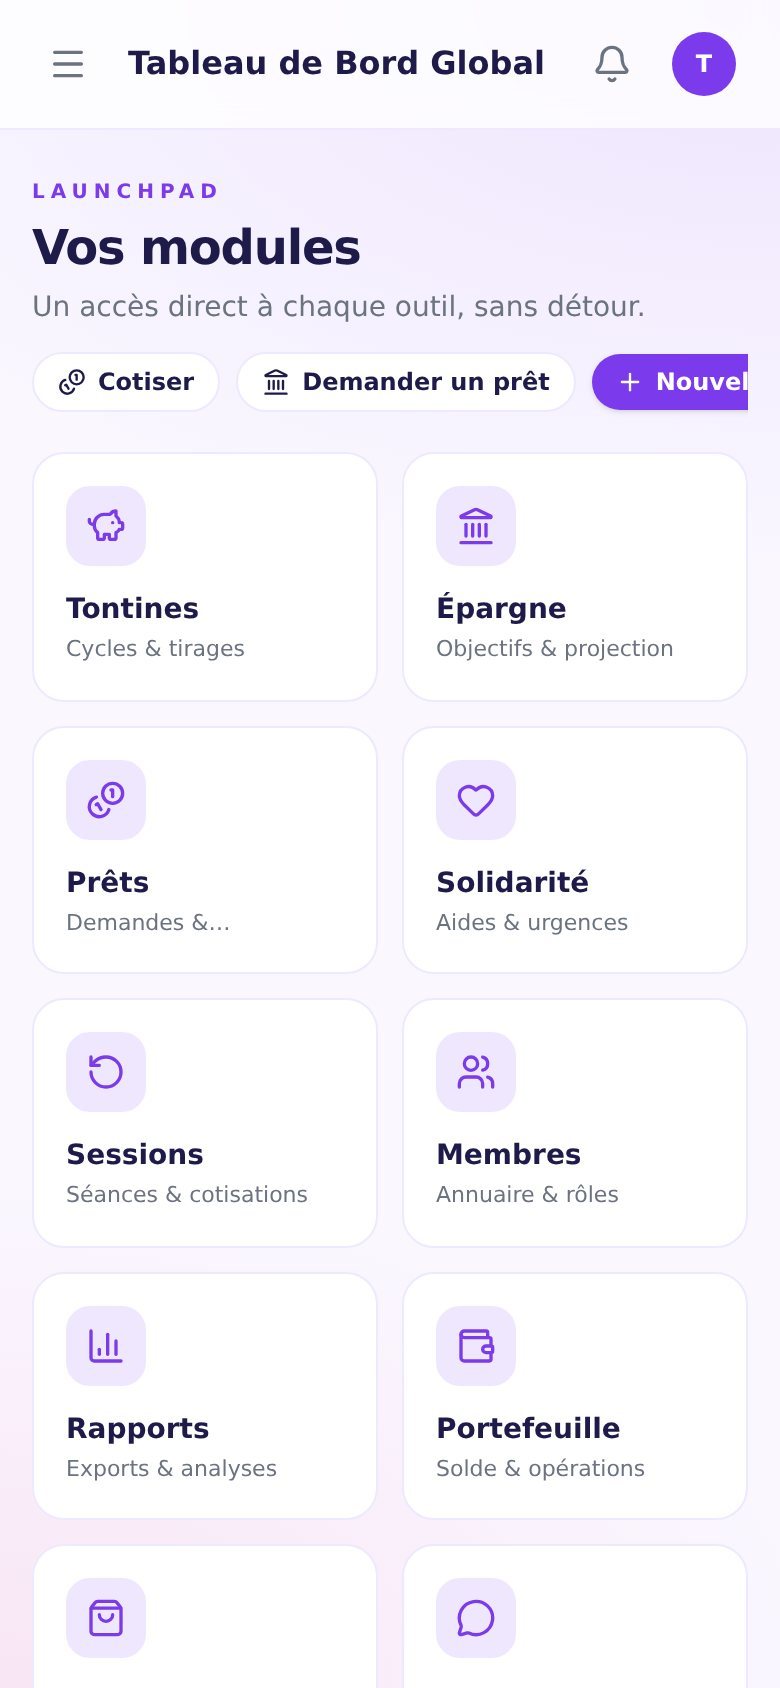 Tableau de Bord Global
T
LAUNCHPAD
Vos modules
Un accès direct à chaque outil, sans détour.
Cotiser
Demander un prêt
Nouvel
Tontines
Cycles & tirages
Épargne
Objectifs & projection
Prêts
Demandes &...
Solidarité
Aides & urgences
Sessions
Séances & cotisations
Membres
Annuaire & rôles
Rapports
Exports & analyses
Portefeuille
Solde & opérations